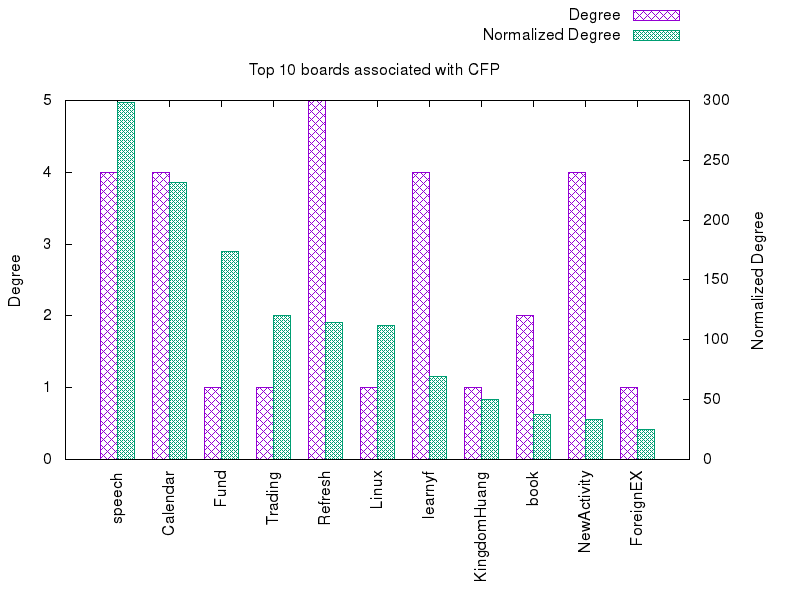 Degree
Normalized Degree
Top 10 boards associated with CFP
5
4
3
2
1
0
300
250
200
150
100
50
0
Degree
Normalized Degree
speech
Calendar
Fund
Trading
Refresh
Linux
learnyf
KingdomHuang
book
NewActivity
ForeignEX